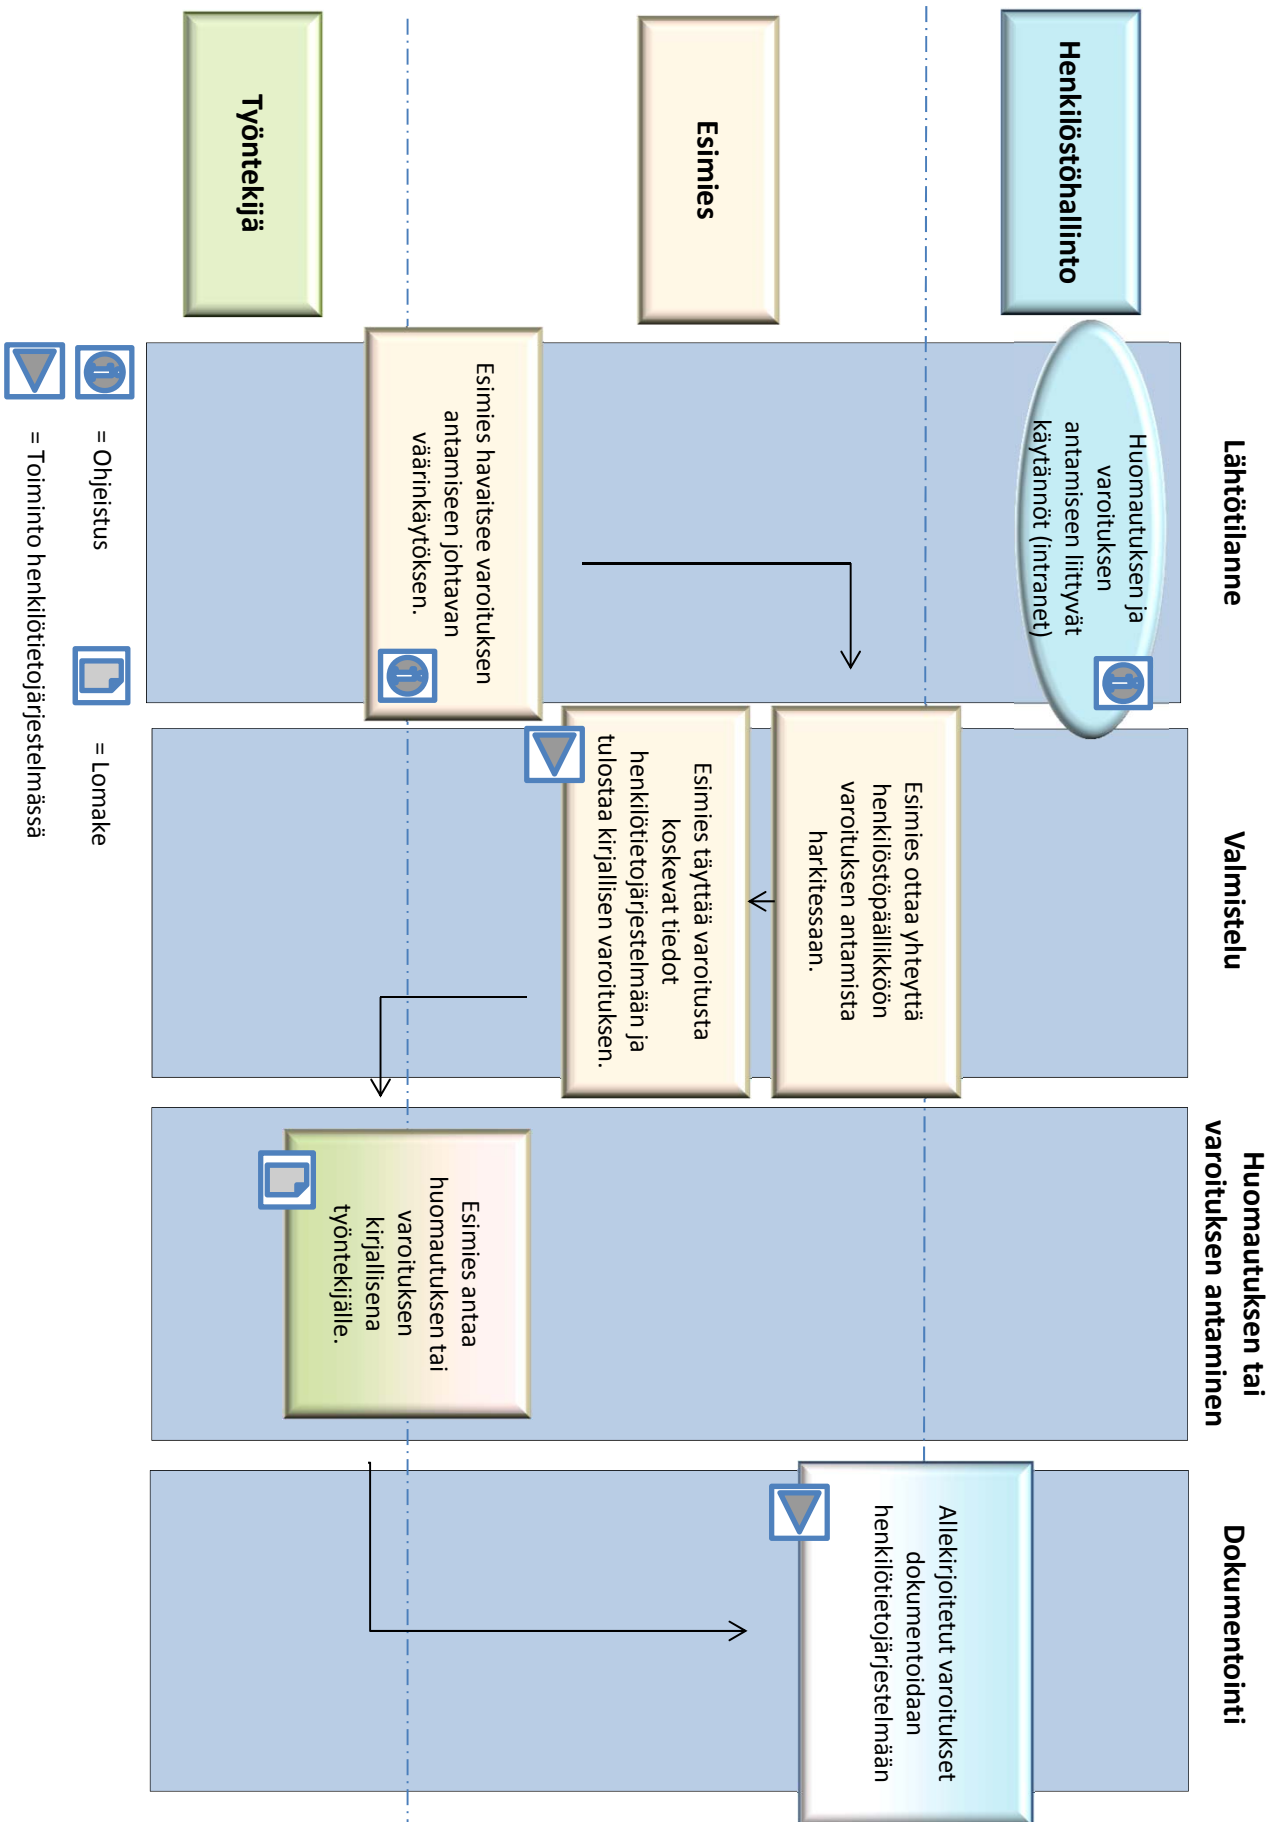 Lähtötilanne
Valmistelu
Huomautuksen tai
varoituksen antaminen
Dokumentointi
Henkilöstöhallinto
Huomautuksen ja
varoituksen
antamiseen liittyvät
käytännöt (intranet)
Esimies
Esimies ottaa yhteyttä
henkilöstöpäällikköön
varoituksen antamista
harkitessaan.
Allekirjoitetut varoitukset
dokumentoidaan
henkilötietojärjestelmään
Esimies täyttää varoitusta
koskevat tiedot
henkilötietojärjestelmään ja
tulostaa kirjallisen varoituksen.
Esimies havaitsee varoituksen
antamiseen johtavan
väärinkäytöksen.
Esimies antaa
huomautuksen tai
varoituksen
kirjallisena
työntekijälle.
Työntekijä
= Ohjeistus
= Lomake
= Toiminto henkilötietojärjestelmässä